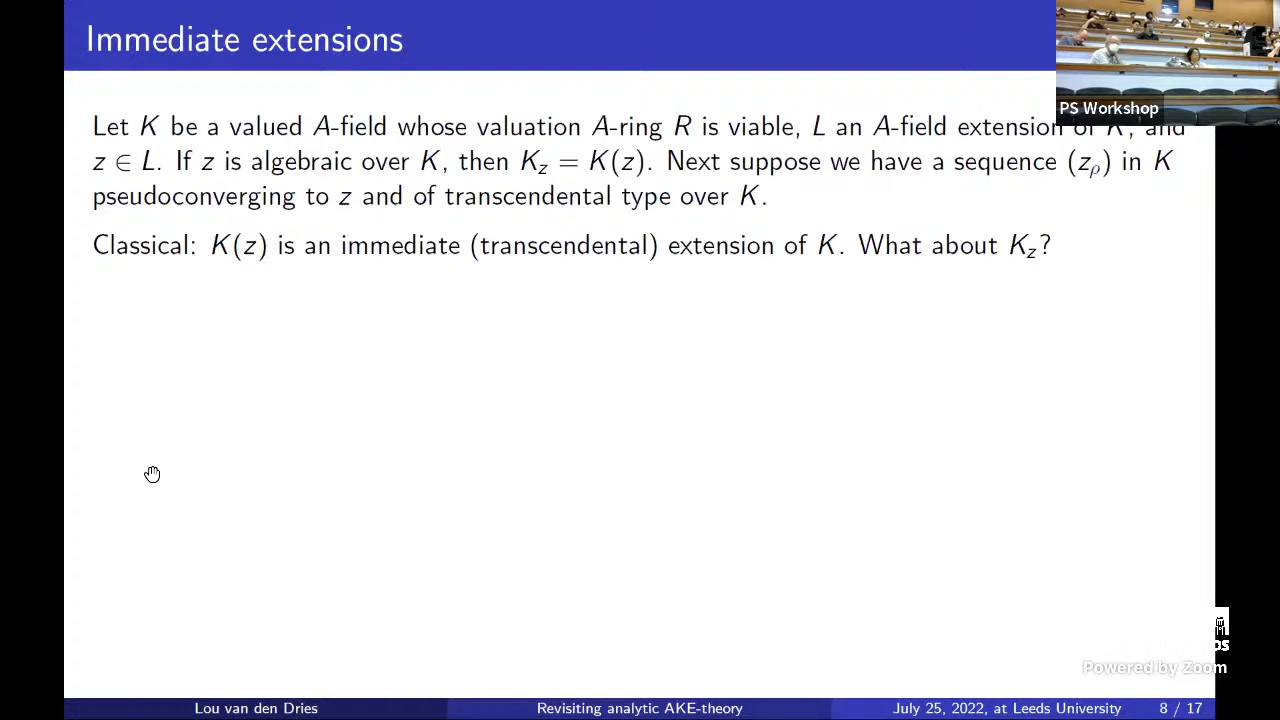 Immediate extensions
PS Workshop
Let K be a valued A-field whose valuation A-ring R is viable, L an A-field extension of K, and
z ∈ L. If z is algebraic over K, then K_z = K(z). Next suppose we have a sequence (z_ρ) in K
pseudoconverging to z and of transcendental type over K.
Classical: K(z) is an immediate (transcendental) extension of K. What about K_z?
Powered by Zoom
Lou van den Dries Revisiting analytic AKE-theory July 25, 2022, at Leeds University 8 / 17